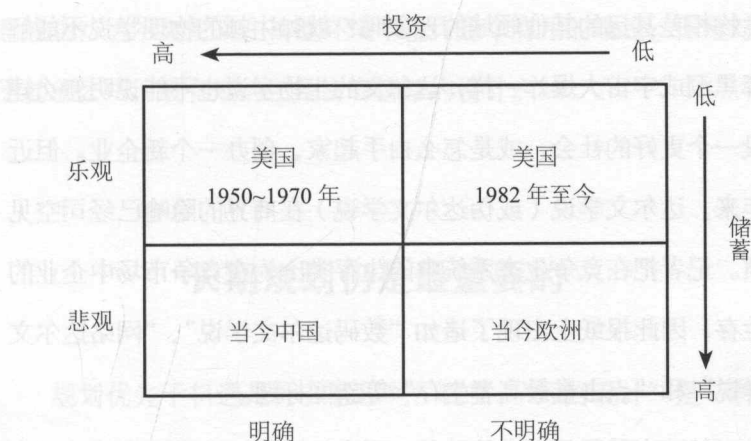 投资
高
低
低
乐观
美国
1950~1970 年
美国
1982 年至今
储蓄
悲观
当今中国
当今欧洲
高
明确
不明确